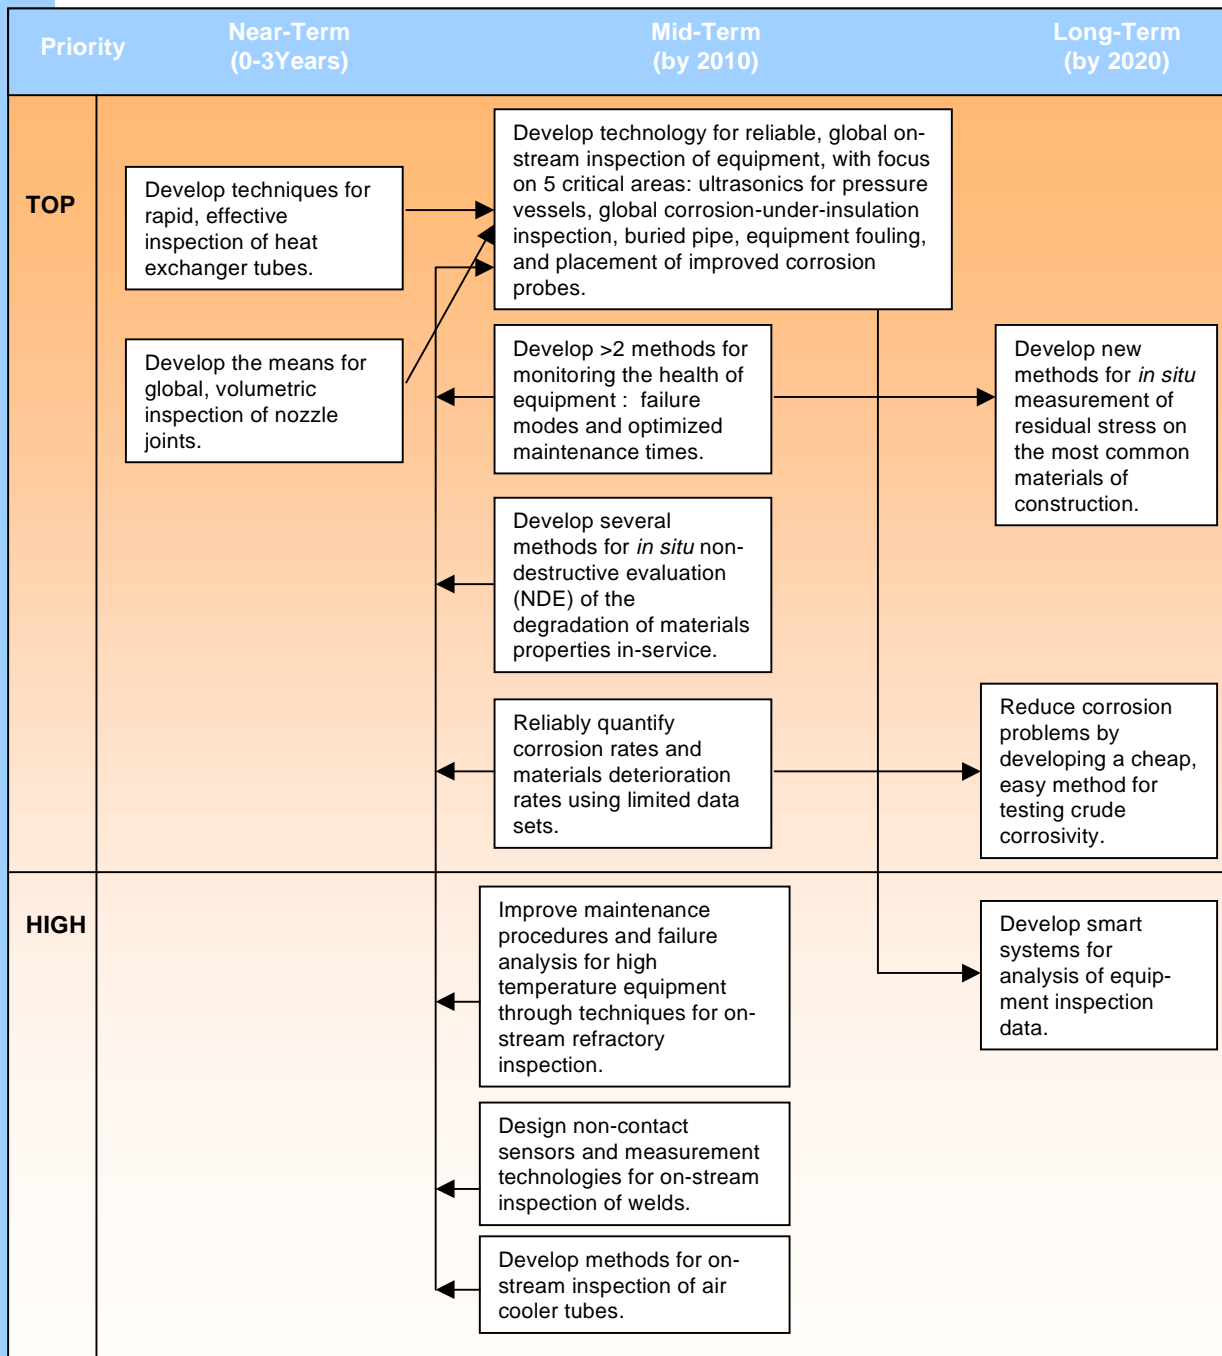 Priority
Near-Term
(0-3Years)
Mid-Term
(by 2010)
Long-Term
(by 2020)
TOP
Develop techniques for
rapid, effective
inspection of heat
exchanger tubes.
Develop the means for
global, volumetric
inspection of nozzle
joints.
Develop technology for reliable, global on-
stream inspection of equipment, with focus
on 5 critical areas: ultrasonics for pressure
vessels, global corrosion-under-insulation
inspection, buried pipe, equipment fouling,
and placement of improved corrosion
probes.
Develop >2 methods for
monitoring the health of
equipment :  failure
modes and optimized
maintenance times.
Develop several
methods for in situ non-
destructive evaluation
(NDE) of the
degradation of materials
properties in-service.
Reliably quantify
corrosion rates and
materials deterioration
rates using limited data
sets.
Develop new
methods for in situ
measurement of
residual stress on
the most common
materials of
construction.
Reduce corrosion
problems by
developing a cheap,
easy method for
testing crude
corrosivity.
HIGH
Improve maintenance
procedures and failure
analysis for high
temperature equipment
through techniques for on-
stream refractory
inspection.
Design non-contact
sensors and measurement
technologies for on-stream
inspection of welds.
Develop methods for on-
stream inspection of air
cooler tubes.
Develop smart
systems for
analysis of equip-
ment inspection
data.